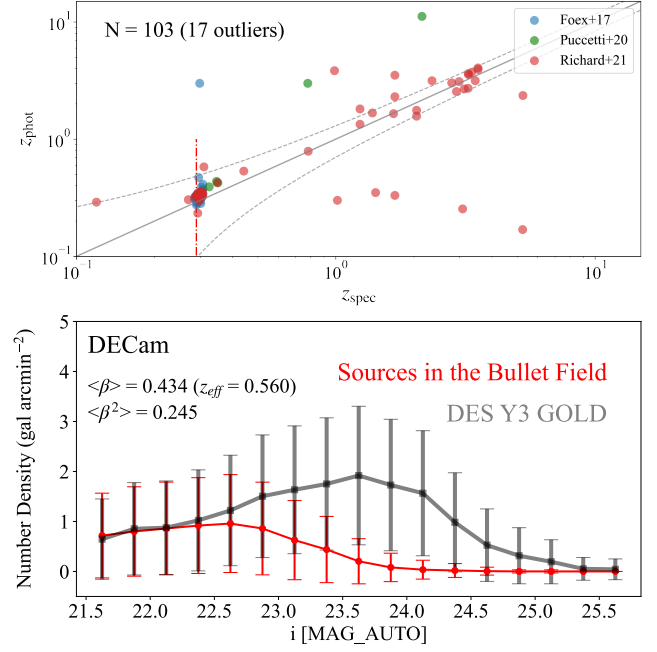 N = 103 (17 outliers)
Foex+17
Puccetti+20
Richard+21
10¹
10⁰
10⁻¹
z_phot
10⁻¹
10⁰
10¹
z_spec
DECam
<β> = 0.434 (z_eff = 0.560)
<β²> = 0.245
Sources in the Bullet Field
DES Y3 GOLD
Number Density (gal arcmin⁻²)
5
4
3
2
1
0
21.5 22.0 22.5 23.0 23.5 24.0 24.5 25.0 25.5
i [MAG_AUTO]